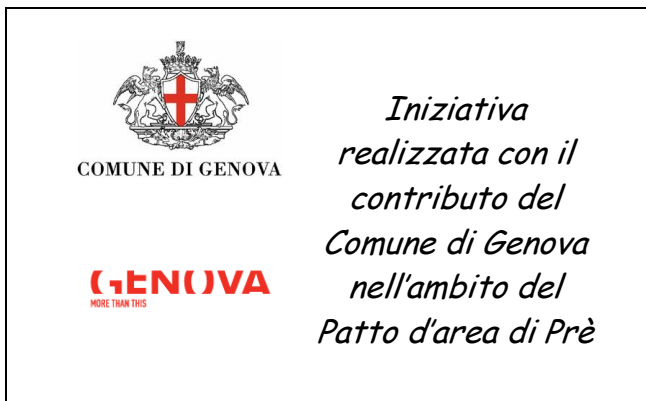 COMUNE DI GENOVA
GENOVA
MORE THAN THIS
Iniziativa
realizzata con il
contributo del
Comune di Genova
nell'ambito del
Patto d'area di Prè